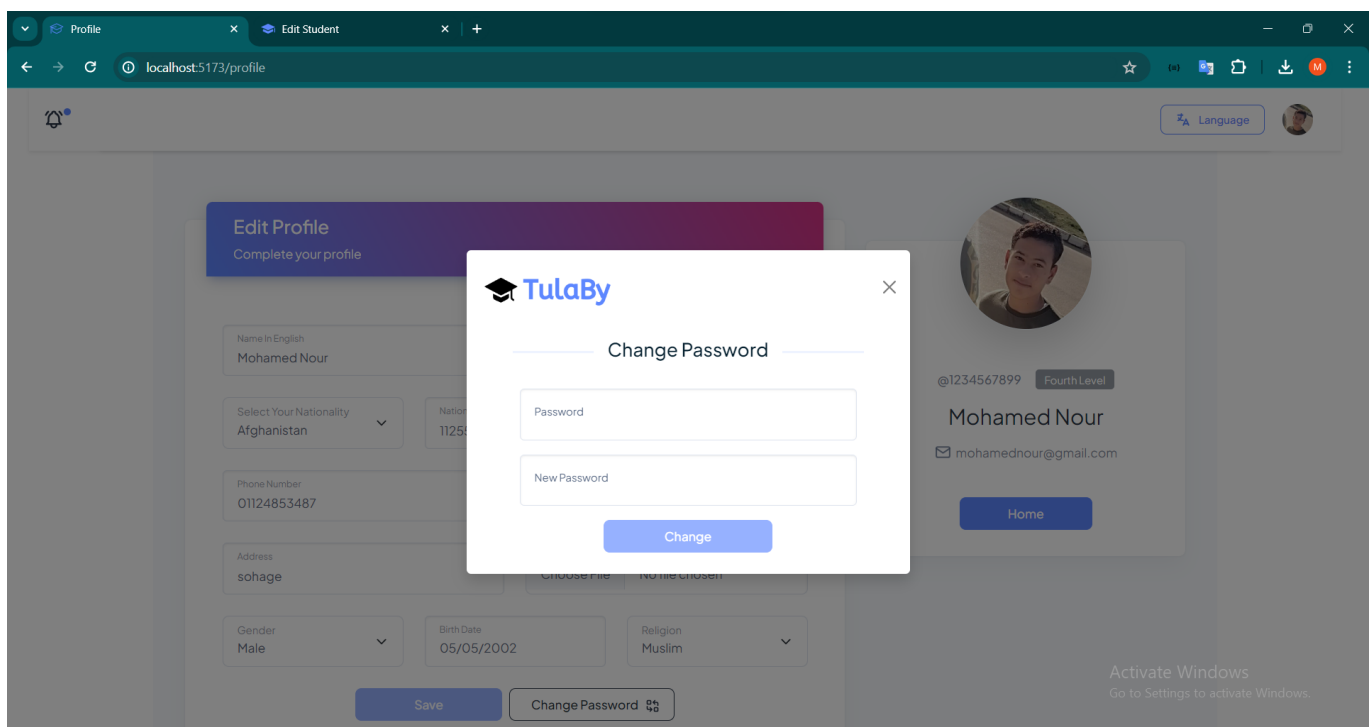 Profile
Edit Student
localhost:5173/profile
M
Language
Edit Profile
Complete your profile
TulaBy
Change Password
Name In English
Mohamed Nour
@1234567899 Fourth Level
Password
Select Your Nationality
Afghanistan
1125
Mohamed Nour
mohamednour@gmail.com
New Password
Phone Number
01124853487
Home
Change
Address
sohage
Choose File No file chosen
Gender
Male
Birth Date
05/05/2002
Religion
Muslim
Save
Change Password
Activate Windows
Go to Settings to activate Windows.